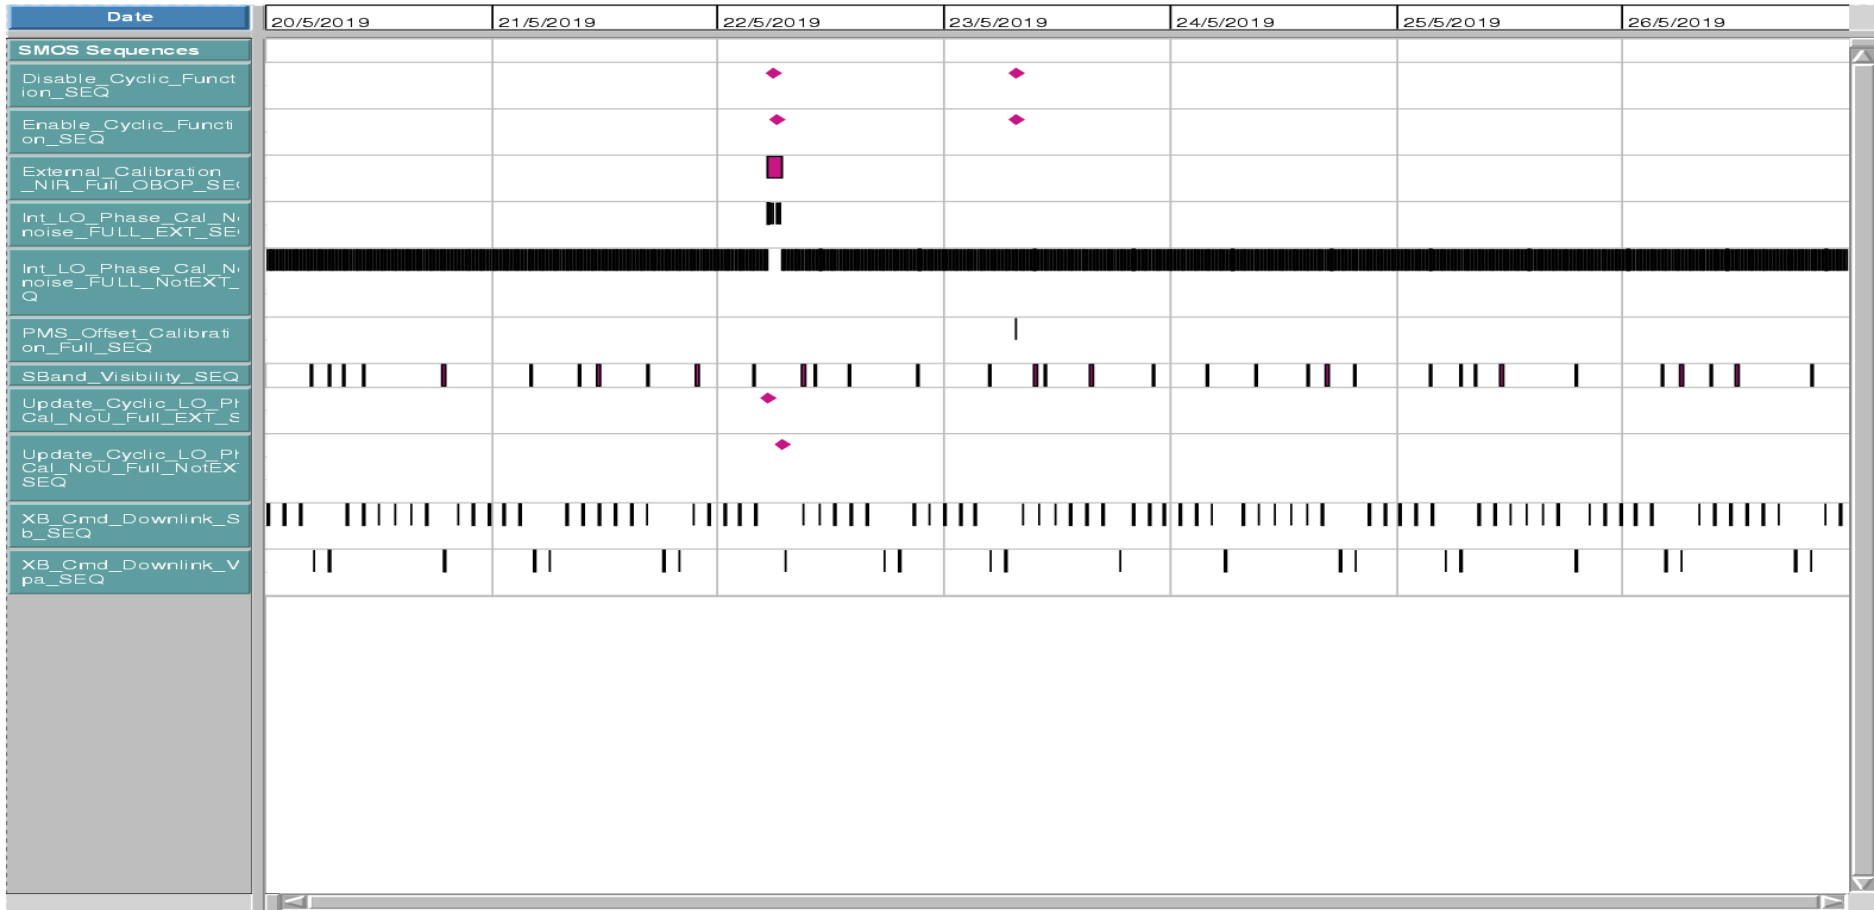 Date
20/5/2019
21/5/2019
22/5/2019
23/5/2019
24/5/2019
25/5/2019
26/5/2019
SMOS Sequences
Disable_Cyclic_Funct
ion_SEQ
Enable_Cyclic_Functi
on_SEQ
External_Calibration
_NIR_Full_OBOP_SE
Int_LO_Phase_Cal_N
noise_FULL_EXT_SE
Int_LO_Phase_Cal_N
noise_FULL_NotEXT_
Q
PMS_Offset_Calibrati
on_Full_SEQ
SBand_Visibility_SEQ
Update_Cyclic_LO_P
Cal_NoU_Full_EXT_S
Update_Cyclic_LO_P
Cal_NoU_Full_NotEX
SEQ
XB_Cmd_Downlink_S
b_SEQ
XB_Cmd_Downlink_V
pa_SEQ